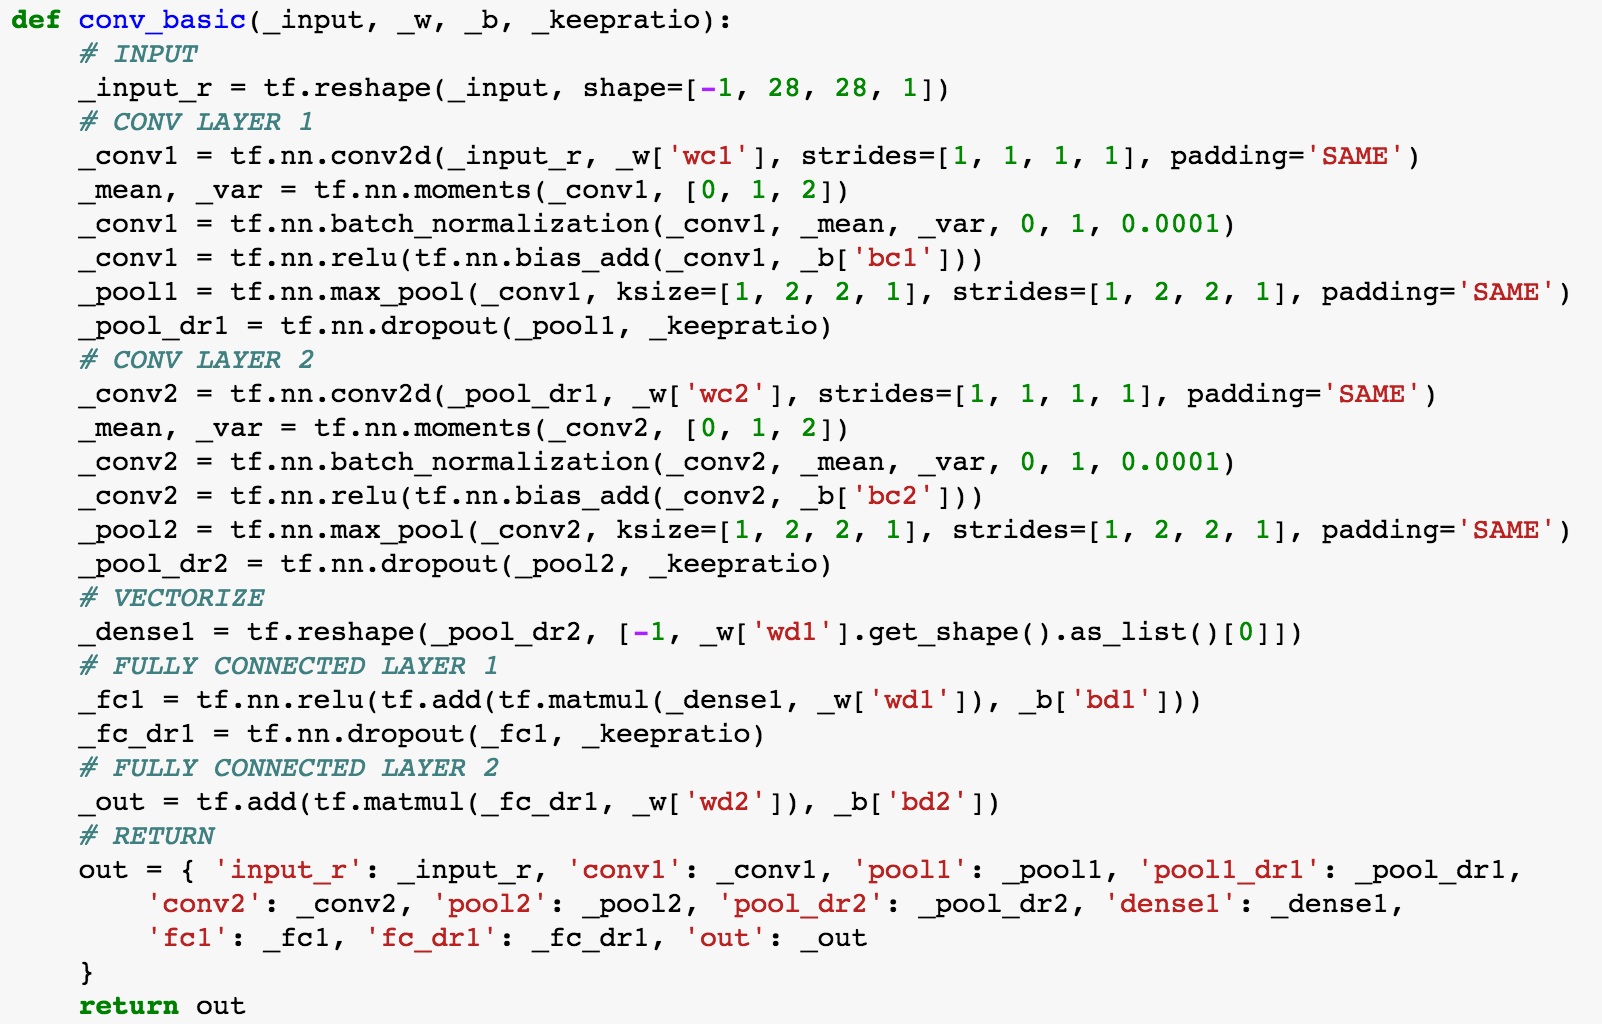 def conv_basic(_input, _w, _b, _keepratio):
    # INPUT
    _input_r = tf.reshape(_input, shape=[-1, 28, 28, 1])
    # CONV LAYER 1
    _conv1 = tf.nn.conv2d(_input_r, _w['wc1'], strides=[1, 1, 1, 1], padding='SAME')
    _mean, _var = tf.nn.moments(_conv1, [0, 1, 2])
    _conv1 = tf.nn.batch_normalization(_conv1, _mean, _var, 0, 1, 0.0001)
    _conv1 = tf.nn.relu(tf.nn.bias_add(_conv1, _b['bc1']))
    _pool1 = tf.nn.max_pool(_conv1, ksize=[1, 2, 2, 1], strides=[1, 2, 2, 1], padding='SAME')
    _pool_dr1 = tf.nn.dropout(_pool1, _keepratio)
    # CONV LAYER 2
    _conv2 = tf.nn.conv2d(_pool_dr1, _w['wc2'], strides=[1, 1, 1, 1], padding='SAME')
    _mean, _var = tf.nn.moments(_conv2, [0, 1, 2])
    _conv2 = tf.nn.batch_normalization(_conv2, _mean, _var, 0, 1, 0.0001)
    _conv2 = tf.nn.relu(tf.nn.bias_add(_conv2, _b['bc2']))
    _pool2 = tf.nn.max_pool(_conv2, ksize=[1, 2, 2, 1], strides=[1, 2, 2, 1], padding='SAME')
    _pool_dr2 = tf.nn.dropout(_pool2, _keepratio)
    # VECTORIZE
    _dense1 = tf.reshape(_pool_dr2, [-1, _w['wd1'].get_shape().as_list()[0]])
    # FULLY CONNECTED LAYER 1
    _fc1 = tf.nn.relu(tf.add(tf.matmul(_dense1, _w['wd1']), _b['bd1']))
    _fc_dr1 = tf.nn.dropout(_fc1, _keepratio)
    # FULLY CONNECTED LAYER 2
    _out = tf.add(tf.matmul(_fc_dr1, _w['wd2']), _b['bd2'])
    # RETURN
    out = { 'input_r': _input_r, 'conv1': _conv1, 'pool1': _pool1, 'pool1_dr1': _pool_dr1,
        'conv2': _conv2, 'pool2': _pool2, 'pool_dr2': _pool_dr2, 'dense1': _dense1,
        'fc1': _fc1, 'fc_dr1': _fc_dr1, 'out': _out
    }
    return out